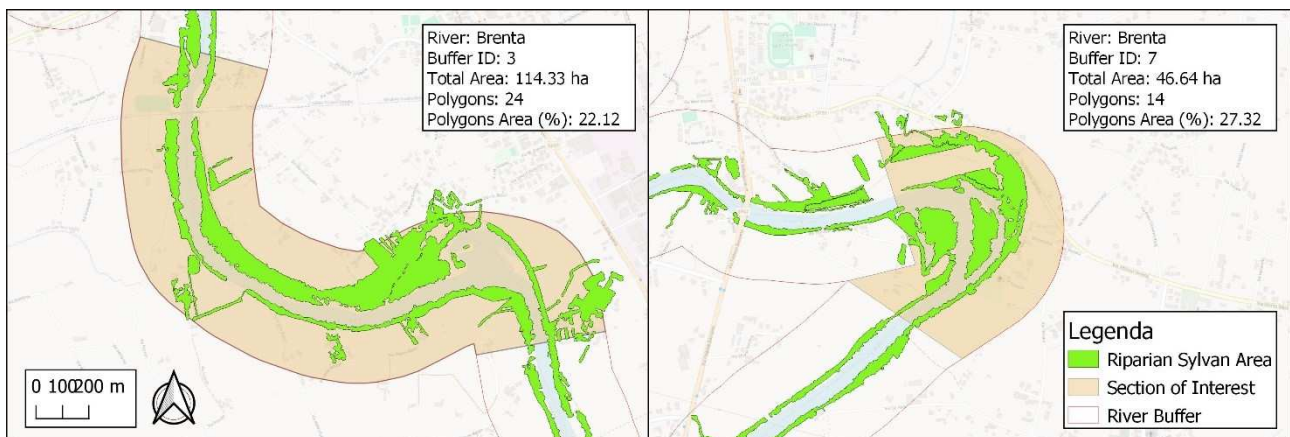 River: Brenta
Buffer ID: 3
Total Area: 114.33 ha
Polygons: 24
Polygons Area (%): 22.12
0 100200 m
River: Brenta
Buffer ID: 7
Total Area: 46.64 ha
Polygons: 14
Polygons Area (%): 27.32
Legenda
Riparian Sylvan Area
Section of Interest
River Buffer